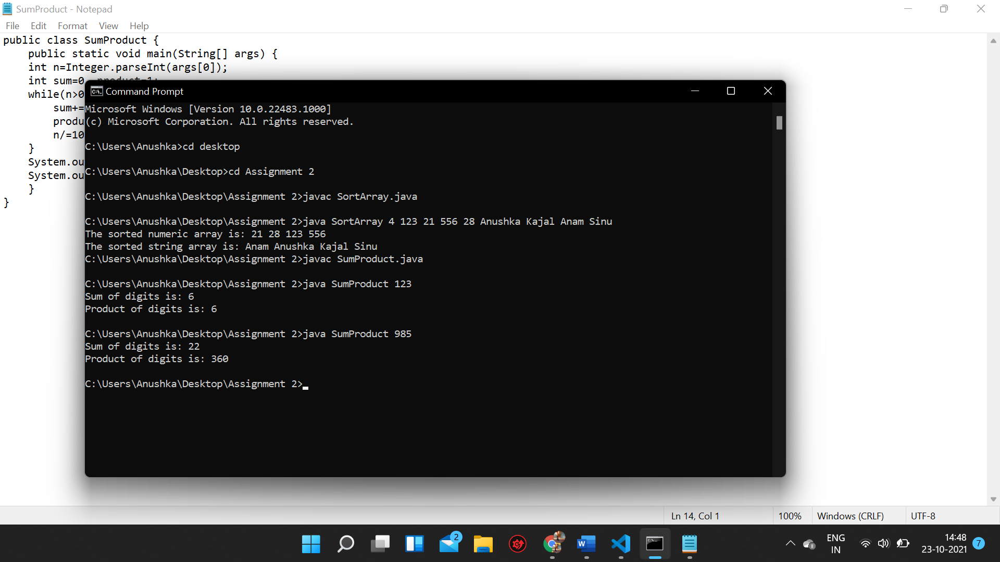 SumProduct - Notepad
File Edit Format View Help
public class SumProduct {
public static void main(String[] args) {
int n=Integer.parseInt(args[0]);
int sum=0, product=1;
while(n>0
sum+=
produ
n/=10
}
System.ou
System.ou
}
}
Command Prompt
Microsoft Windows [Version 10.0.22483.1000]
(c) Microsoft Corporation. All rights reserved.
C:\Users\Anushka>cd desktop
C:\Users\Anushka\Desktop>cd Assignment 2
C:\Users\Anushka\Desktop\Assignment 2>javac SortArray.java
C:\Users\Anushka\Desktop\Assignment 2>java SortArray 4 123 21 556 28 Anushka Kajal Anam Sinu
The sorted numeric array is: 21 28 123 556
The sorted string array is: Anam Anushka Kajal Sinu
C:\Users\Anushka\Desktop\Assignment 2>javac SumProduct.java
C:\Users\Anushka\Desktop\Assignment 2>java SumProduct 123
Sum of digits is: 6
Product of digits is: 6
C:\Users\Anushka\Desktop\Assignment 2>java SumProduct 985
Sum of digits is: 22
Product of digits is: 360
C:\Users\Anushka\Desktop\Assignment 2>
Ln 14, Col 1 100% Windows (CRLF) UTF-8
2
W
ENG
IN
14:48
23-10-2021
7